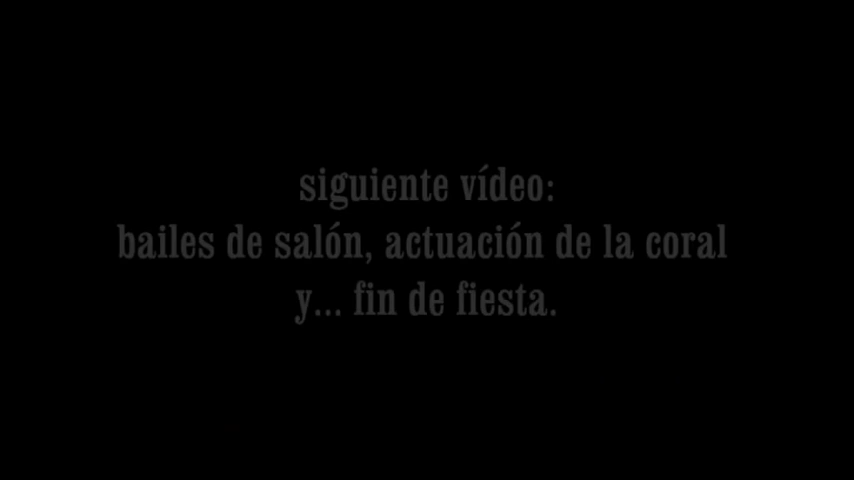 siguiente vídeo:
bailes de salón, actuación de la coral
y... fin de fiesta.